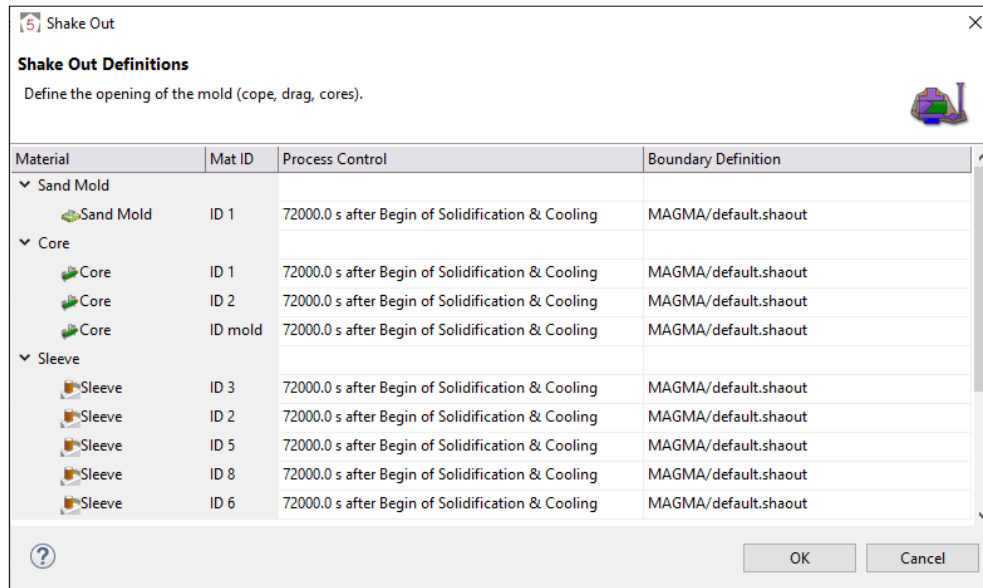 5 Shake Out
Shake Out Definitions
Define the opening of the mold (cope, drag, cores).
Material Mat ID Process Control Boundary Definition
Sand Mold
Sand Mold ID 1 72000.0 s after Begin of Solidification & Cooling MAGMA/default.shaout
Core
Core ID 1 72000.0 s after Begin of Solidification & Cooling MAGMA/default.shaout
Core ID 2 72000.0 s after Begin of Solidification & Cooling MAGMA/default.shaout
Core ID mold 72000.0 s after Begin of Solidification & Cooling MAGMA/default.shaout
Sleeve
Sleeve ID 3 72000.0 s after Begin of Solidification & Cooling MAGMA/default.shaout
Sleeve ID 2 72000.0 s after Begin of Solidification & Cooling MAGMA/default.shaout
Sleeve ID 5 72000.0 s after Begin of Solidification & Cooling MAGMA/default.shaout
Sleeve ID 8 72000.0 s after Begin of Solidification & Cooling MAGMA/default.shaout
Sleeve ID 6 72000.0 s after Begin of Solidification & Cooling MAGMA/default.shaout
? OK Cancel